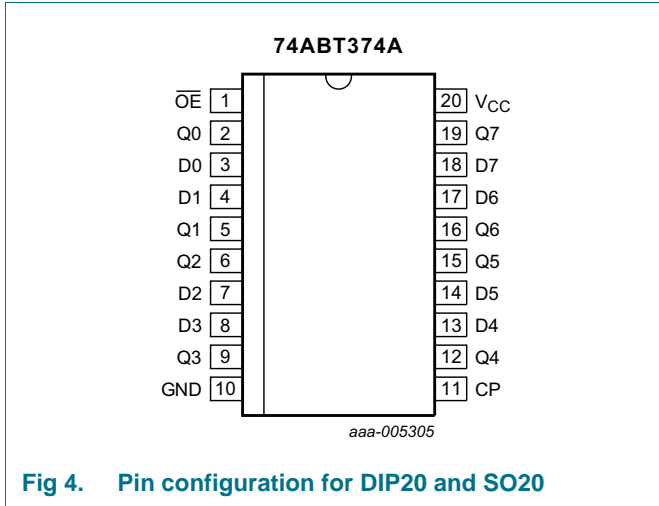 74ABT374A
OE 1
Q0 2
D0 3
D1 4
Q1 5
Q2 6
D2 7
D3 8
Q3 9
GND 10
20 VCC
19 Q7
18 D7
17 D6
16 Q6
15 Q5
14 D5
13 D4
12 Q4
11 CP
aaa-005305
Fig 4. Pin configuration for DIP20 and SO20